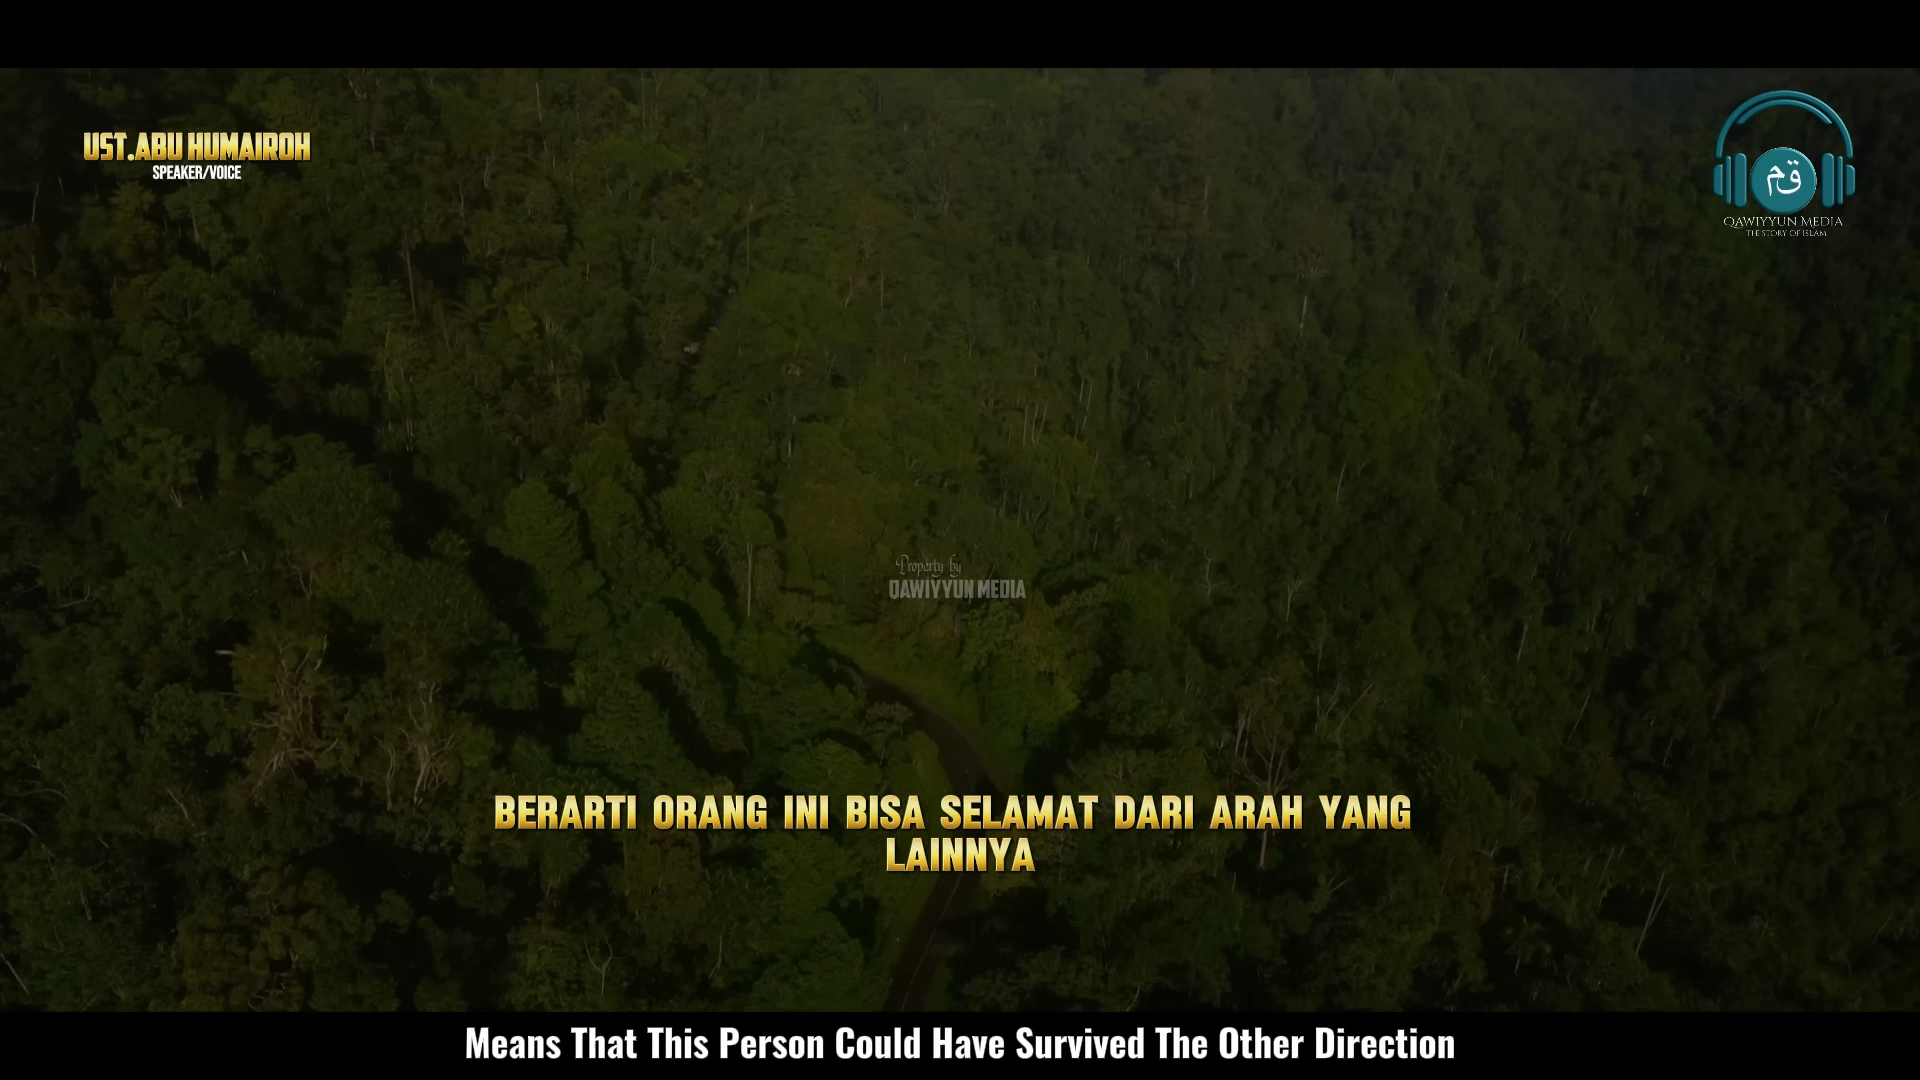 UST.ABU HUMAIROH
SPEAKER/VOICE
قم
QAWIYYUN MEDIA
THE STORY OF ISLAM
Property by
QAWIYYUN MEDIA
BERARTI ORANG INI BISA SELAMAT DARI ARAH YANG
LAINNYA
Means That This Person Could Have Survived The Other Direction